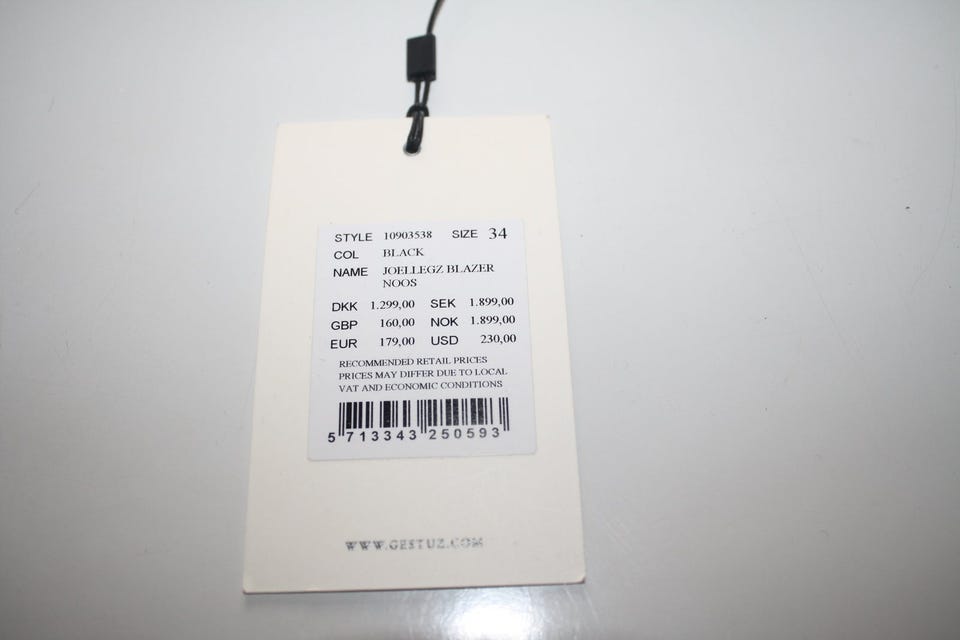 STYLE 10903538 SIZE 34
COL BLACK
NAME JOELLEGZ BLAZER
NOOS
DKK 1.299,00 SEK 1.899,00
GBP 160,00 NOK 1.899,00
EUR 179,00 USD 230,00
RECOMMENDED RETAIL PRICES
PRICES MAY DIFFER DUE TO LOCAL
VAT AND ECONOMIC CONDITIONS
5 713343 250593
WWW.GESTUZ.COM